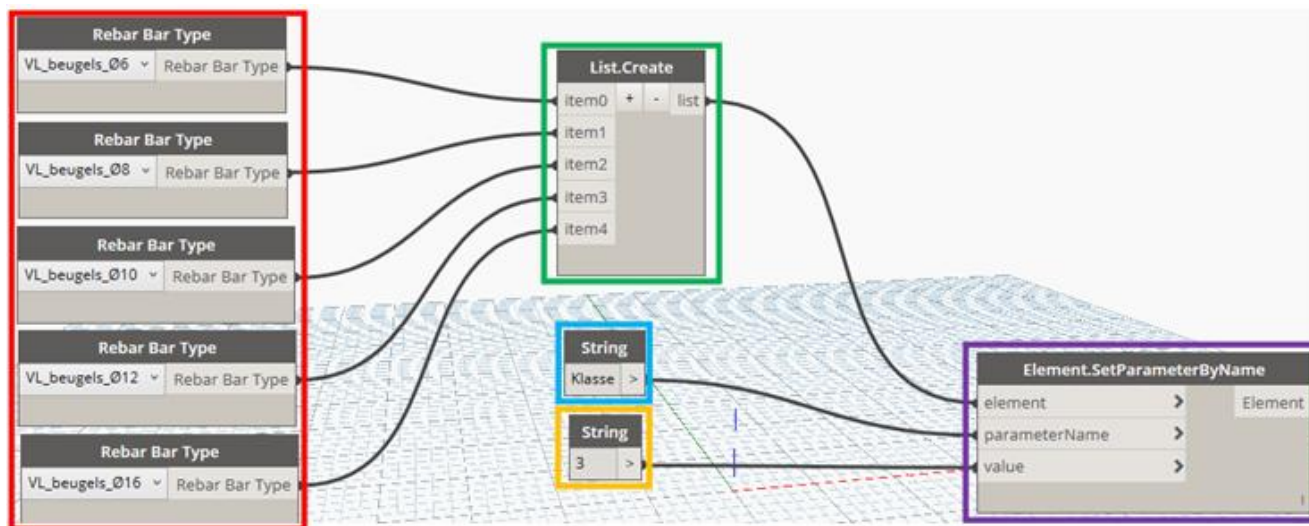 Rebar Bar Type
VL_beugels_Ø6 Rebar Bar Type
Rebar Bar Type
VL_beugels_Ø8 Rebar Bar Type
Rebar Bar Type
VL_beugels_Ø10 Rebar Bar Type
Rebar Bar Type
VL_beugels_Ø12 Rebar Bar Type
Rebar Bar Type
VL_beugels_Ø16 Rebar Bar Type
List.Create
item0 + - list
item1
item2
item3
item4
String
Klasse >
String
3 >
Element.SetParameterByName
element > Element
parameterName >
value >